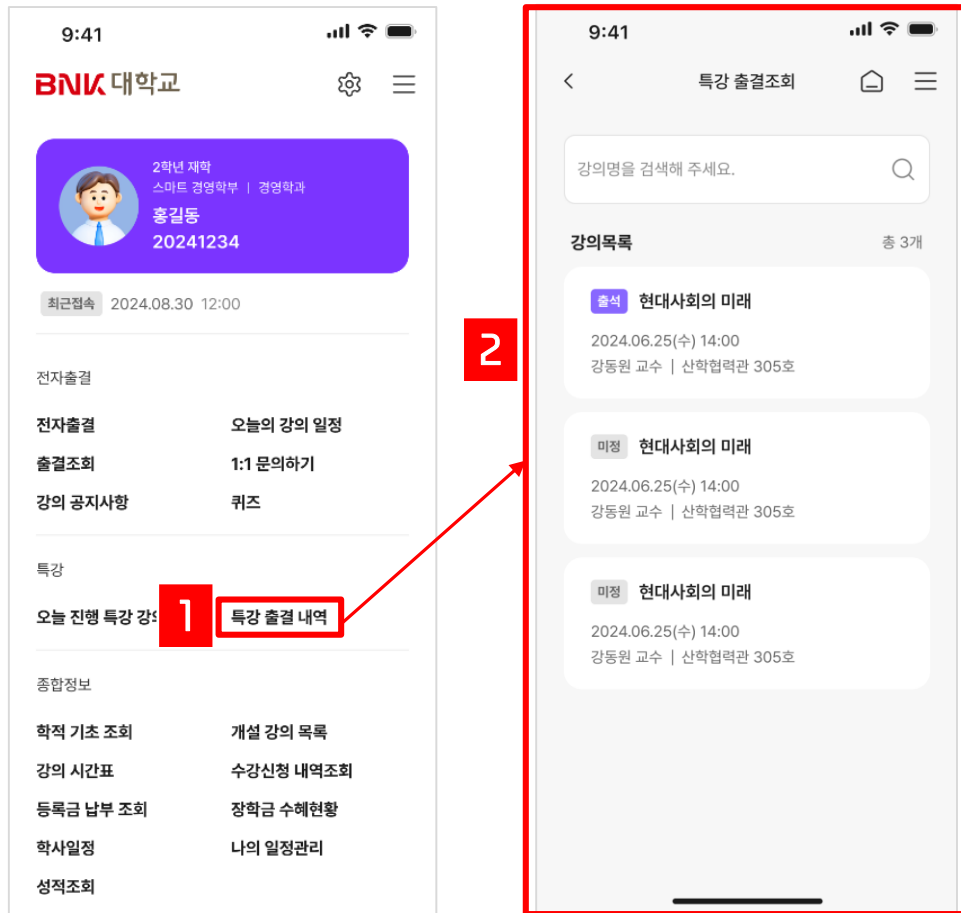 9:41
BNK 대학교
2학년 재학
스마트 경영학부 | 경영학과
홍길동
20241234
최근접속 2024.08.30 12:00
전자출결
전자출결 오늘의 강의 일정
출결조회 1:1 문의하기
강의 공지사항 퀴즈
특강
오늘 진행 특강 1 특강 출결 내역
종합정보
학적 기초 조회 개설 강의 목록
강의 시간표 수강신청 내역조회
등록금 납부 조회 장학금 수혜현황
학사일정 나의 일정관리
성적조회
2
9:41
특강 출결조회
강의명을 검색해 주세요.
강의목록 총 3개
출석 현대사회의 미래
2024.06.25(수) 14:00
강동원 교수 | 산학협력관 305호
미정 현대사회의 미래
2024.06.25(수) 14:00
강동원 교수 | 산학협력관 305호
미정 현대사회의 미래
2024.06.25(수) 14:00
강동원 교수 | 산학협력관 305호